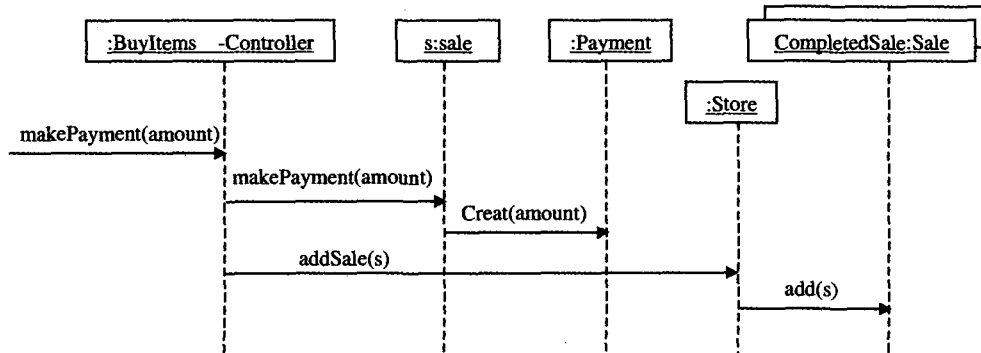 :BuyItems -Controller
s:sale
:Payment
CompletedSale:Sale
:Store
makePayment(amount)
makePayment(amount)
Creat(amount)
addSale(s)
add(s)